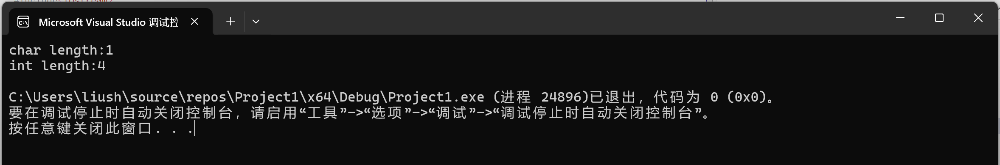 Microsoft Visual Studio 调试控
char length:1
int length:4
C:\Users\liush\source\repos\Project1\x64\Debug\Project1.exe (进程 24896)已退出，代码为 0 (0x0)。
要在调试停止时自动关闭控制台，请启用“工具”->“选项”->“调试”->“调试停止时自动关闭控制台”。
按任意键关闭此窗口. . .